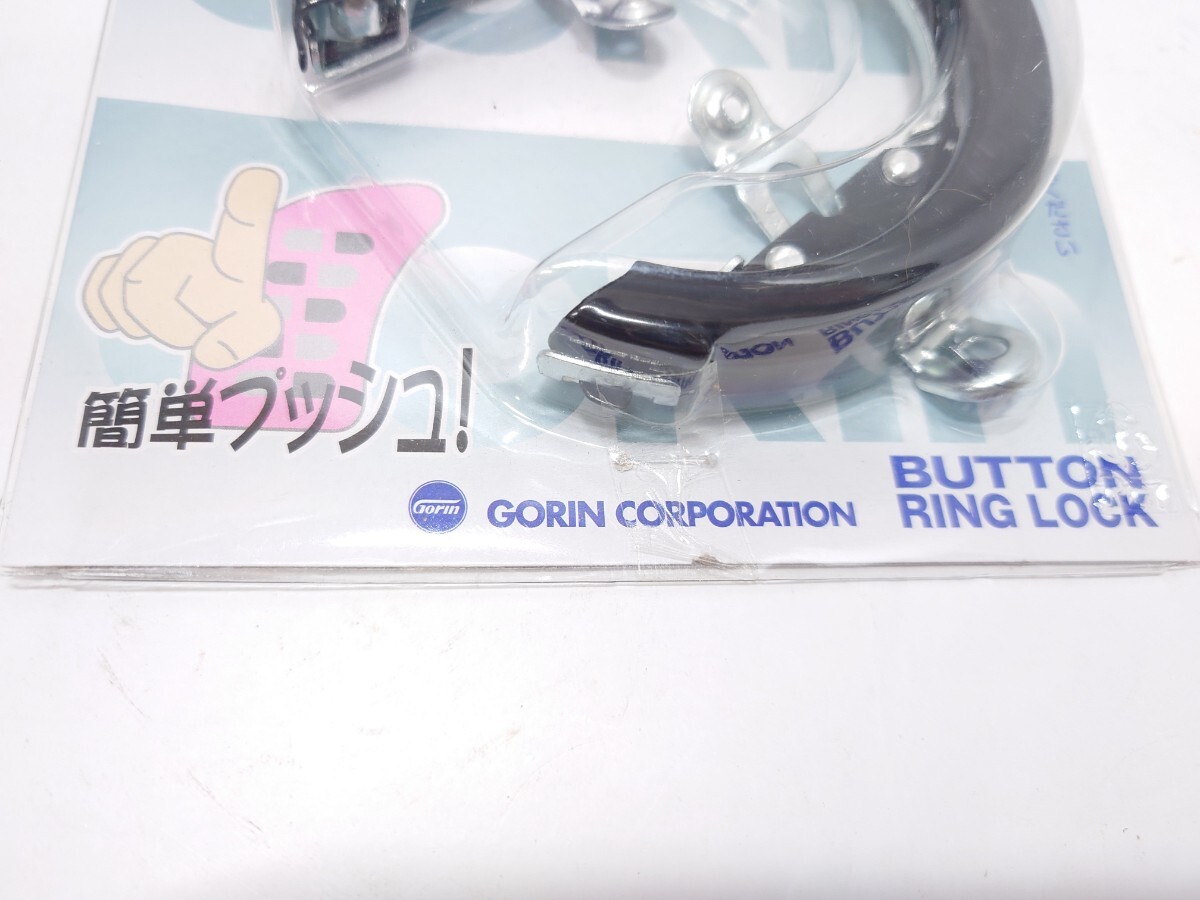 簡単プッシュ!
Gorin GORIN CORPORATION
BUTTON
RING LOCK